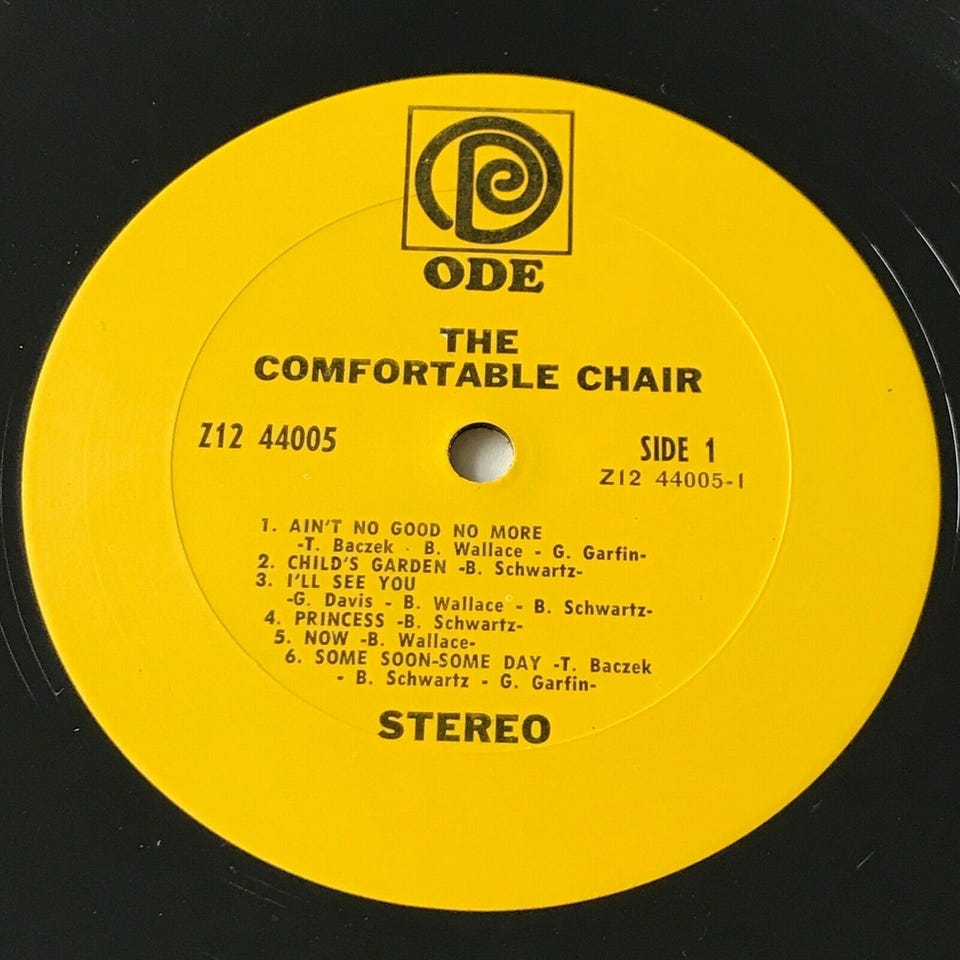 ODE
THE
COMFORTABLE CHAIR
Z12 44005
SIDE 1
Z12 44005-1
1. AIN'T NO GOOD NO MORE
-T. Baczek - B. Wallace - G. Garfin-
2. CHILD'S GARDEN -B. Schwartz-
3. I'LL SEE YOU
-G. Davis - B. Wallace - B. Schwartz-
4. PRINCESS -B. Schwartz-
5. NOW -B. Wallace-
6. SOME SOON-SOME DAY -T. Baczek
- B. Schwartz - G. Garfin-
STEREO